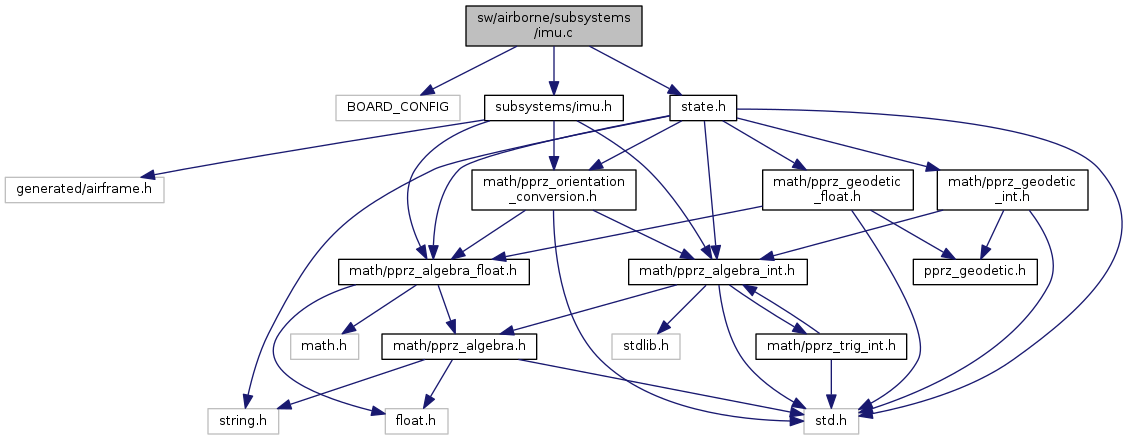 sw/airborne/subsystems
/imu.c
BOARD_CONFIG
subsystems/imu.h
state.h
generated/airframe.h
math/pprz_orientation
_conversion.h
math/pprz_geodetic
_float.h
math/pprz_geodetic
_int.h
math/pprz_algebra_float.h
math/pprz_algebra_int.h
pprz_geodetic.h
math.h
math/pprz_algebra.h
stdlib.h
math/pprz_trig_int.h
string.h
float.h
std.h